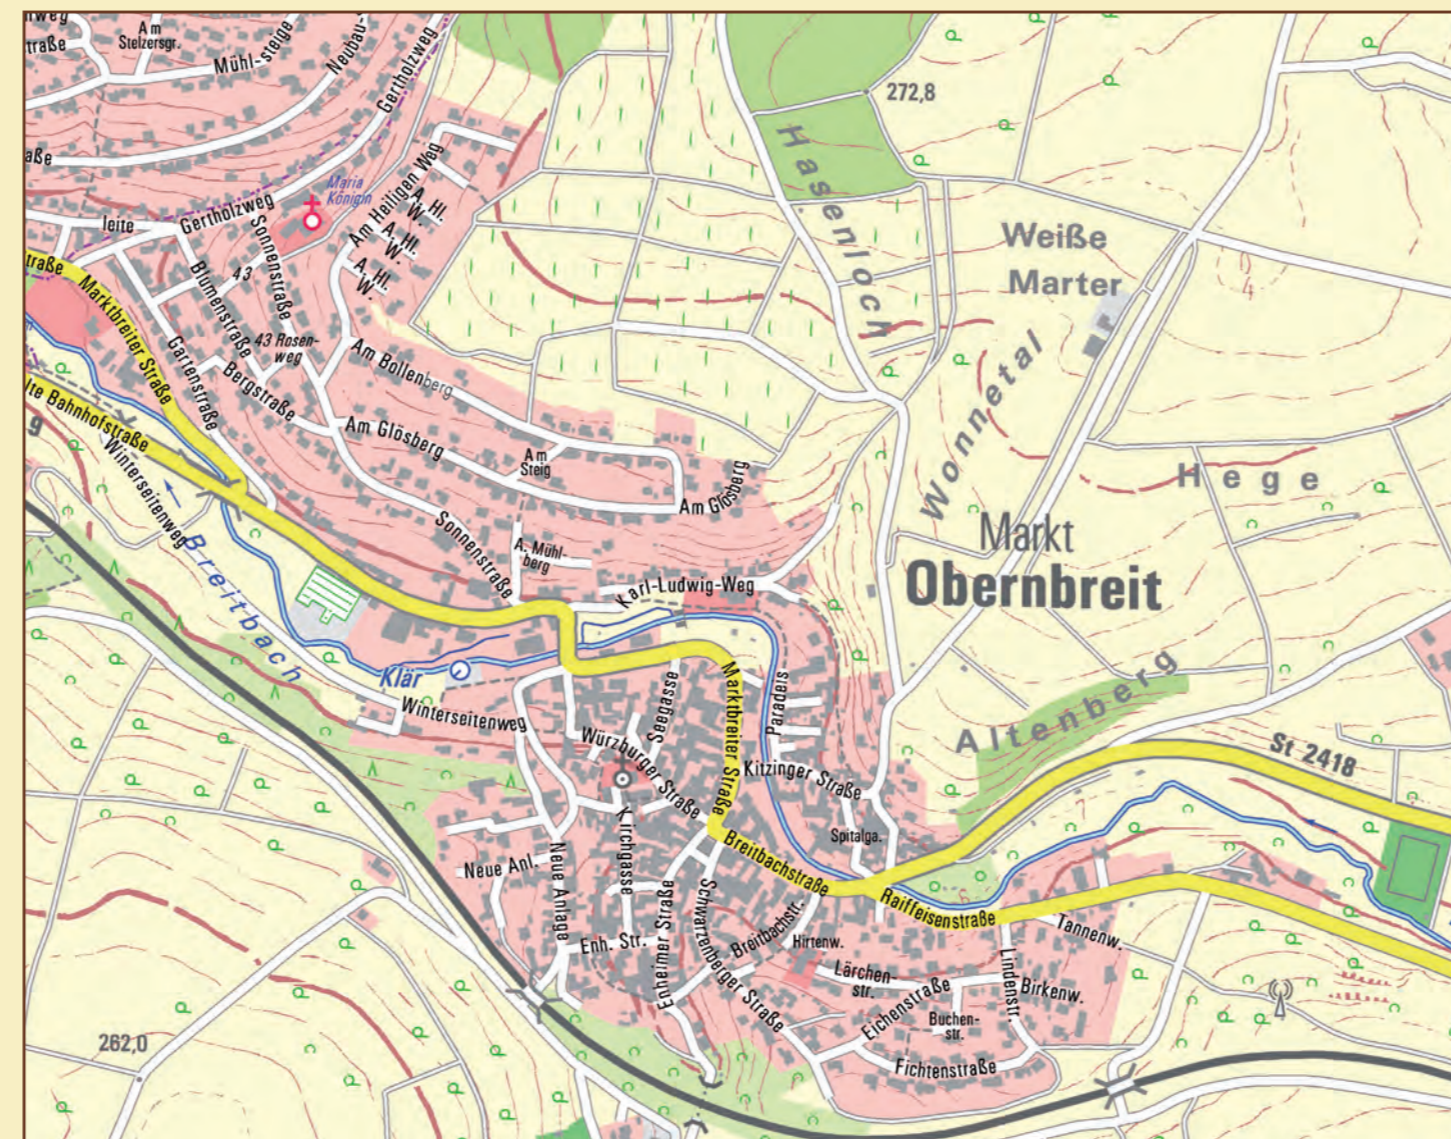 Am
Stelzersgr.
Mühl-steige
Neubau-
Gertholzweg
272,8
Hasenloch
Maria
Königin
Am Heiligen Weg
A. Hl.
W.
A. Hl.
W.
A. Hl.
W.
leite
Gertholzweg
Sonnenstraße
43
Blumenstraße
43 Rosen-
weg
Weiße
Marter
Wonnetal
Marktbreiter Straße
Gartenstraße
Bergstraße
Am Bollenberg
Am Glösberg
Am
Steig
Am Glösberg
Hege
Winterseitenweg
Breitbach
Sonnenstraße
A. Mühl-
berg
Karl-Ludwig-Weg
Markt
Obernbreit
Klär
Winterseitenweg
Seegasse
Marktbreiter Straße
Paradeis
Altenberg
St 2418
Würzburger Straße
Kitzinger Straße
Spitalga.
Kirchgasse
Breitbachstraße
Neue Anl.
Neue Anlage
Raiffeisenstraße
Enh. Str.
Enheimer Straße
Schwarzenberger Straße
Breitbachstr.
Hirtenw.
Tannenw.
Lärchen-
str.
Eichenstraße
Lindenstr.
Birkenw.
Buchen-
str.
Fichtenstraße
262,0